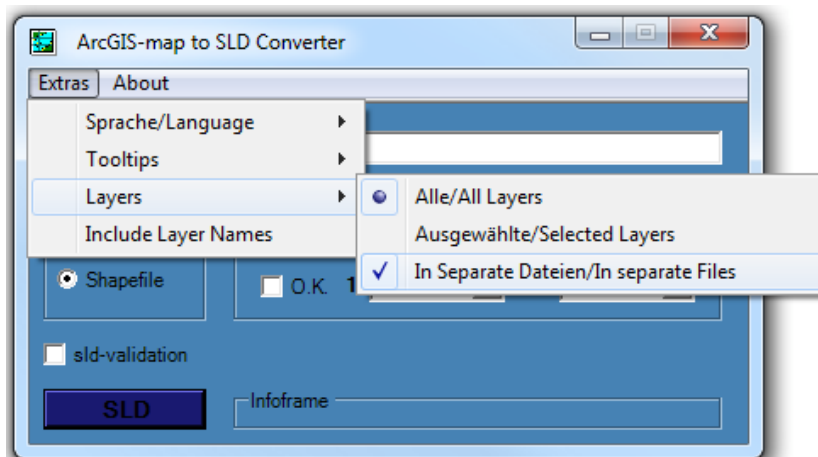 ArcGIS-map to SLD Converter
Extras About
Sprache/Language
Tooltips
Layers
Include Layer Names
Alle/All Layers
Ausgewählte/Selected Layers
In Separate Dateien/In separate Files
Shapefile
O.K. 1
sld-validation
SLD
Infoframe